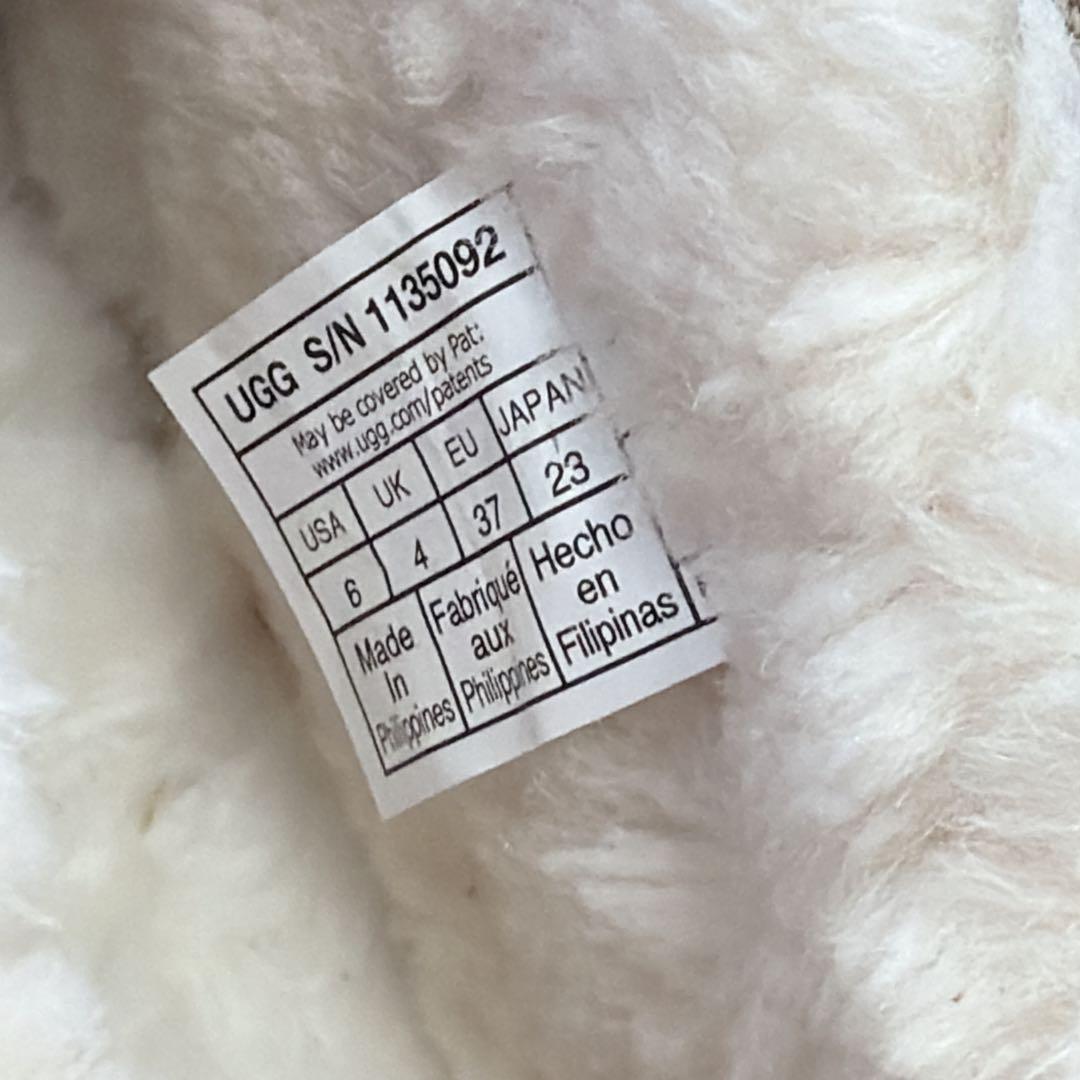 UGG S/N 1135092
May be covered by Pat:
www.ugg.com/patents
USA UK EU JAPAN
6 4 37 23
Made In Philippines
Fabriqué aux Philippines
Hecho en Filipinas